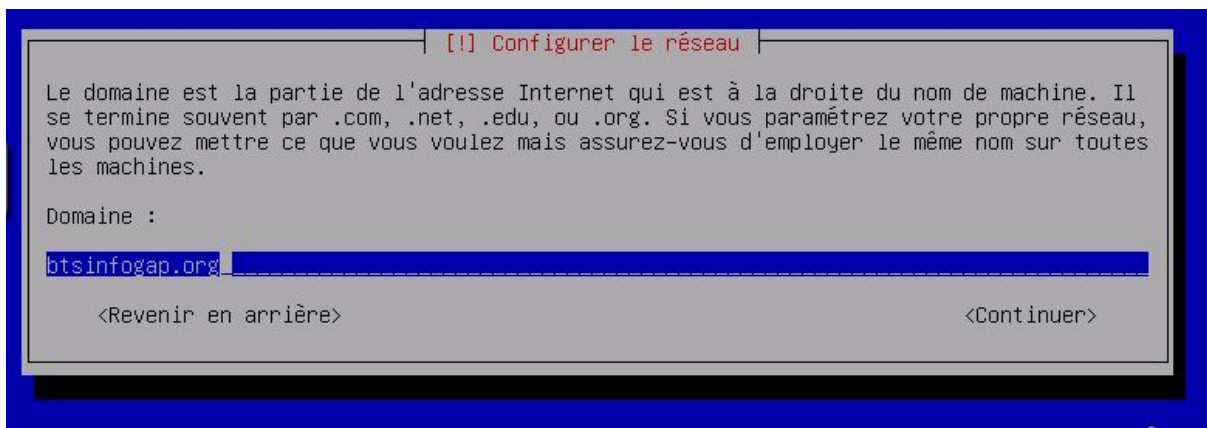 [!] Configurer le réseau
Le domaine est la partie de l'adresse Internet qui est à la droite du nom de machine. Il
se termine souvent par .com, .net, .edu, ou .org. Si vous paramétrez votre propre réseau,
vous pouvez mettre ce que vous voulez mais assurez-vous d'employer le même nom sur toutes
les machines.
Domaine :
btsinfogap.org
<Revenir en arrière> <Continuer>